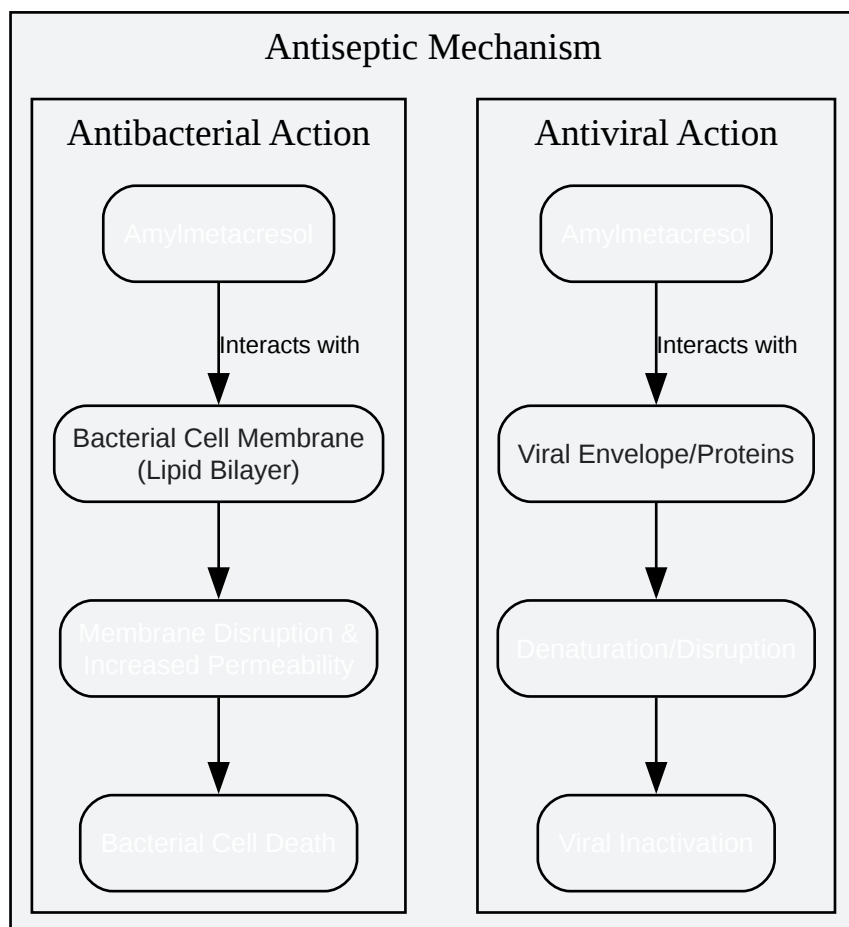 Antiseptic Mechanism
Antibacterial Action
Amylmetacresol
Interacts with
Bacterial Cell Membrane
(Lipid Bilayer)
Membrane Disruption &
Increased Permeability
Bacterial Cell Death
Antiviral Action
Amylmetacresol
Interacts with
Viral Envelope/Proteins
Denaturation/Disruption
Viral Inactivation